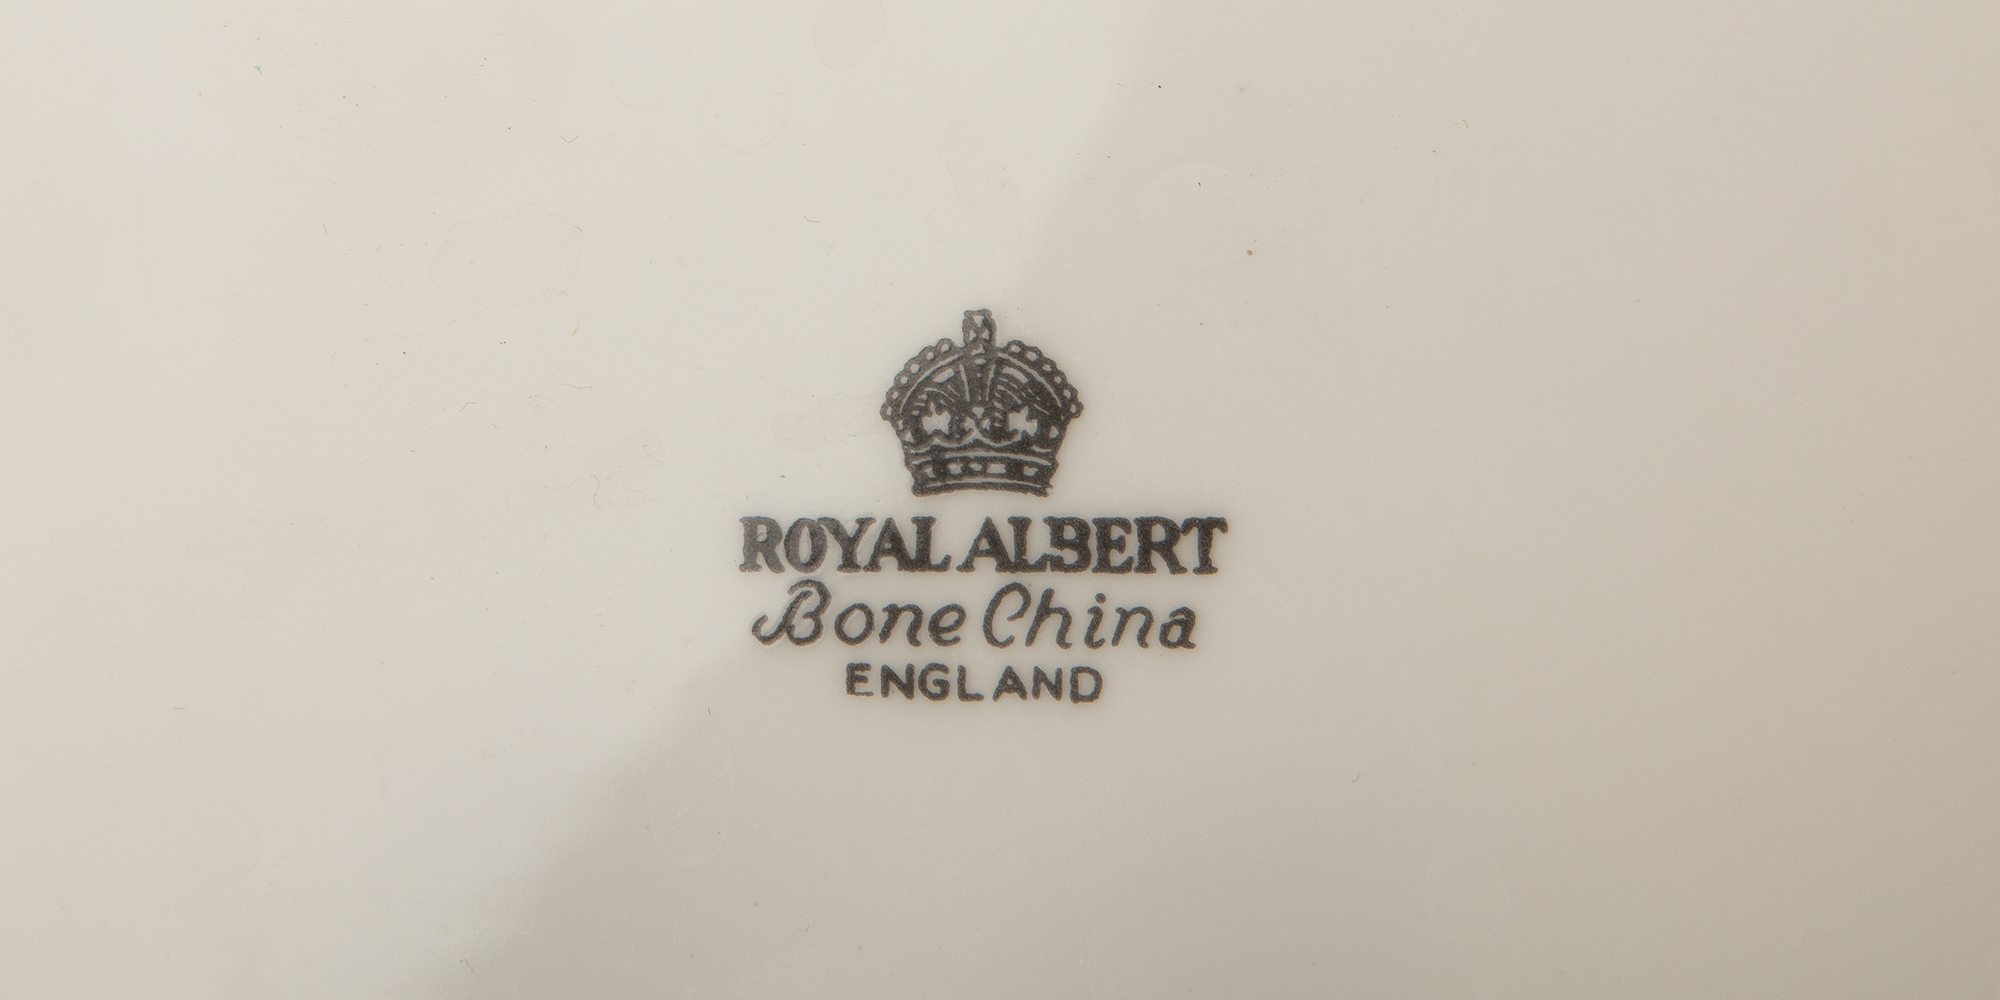 ROYAL ALBERT
Bone China
ENGLAND